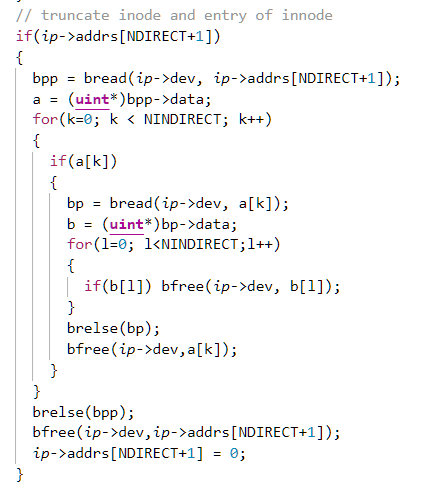 // truncate inode and entry of innode
if(ip->addrs[NDIRECT+1])
{
bpp = bread(ip->dev, ip->addrs[NDIRECT+1]);
a = (uint*)bpp->data;
for(k=0; k < NINDIRECT; k++)
{
if(a[k])
{
bp = bread(ip->dev, a[k]);
b = (uint*)bp->data;
for(l=0; l<NINDIRECT;l++)
{
if(b[l]) bfree(ip->dev, b[l]);
}
brelse(bp);
bfree(ip->dev,a[k]);
}
}
brelse(bpp);
bfree(ip->dev,ip->addrs[NDIRECT+1]);
ip->addrs[NDIRECT+1] = 0;
}